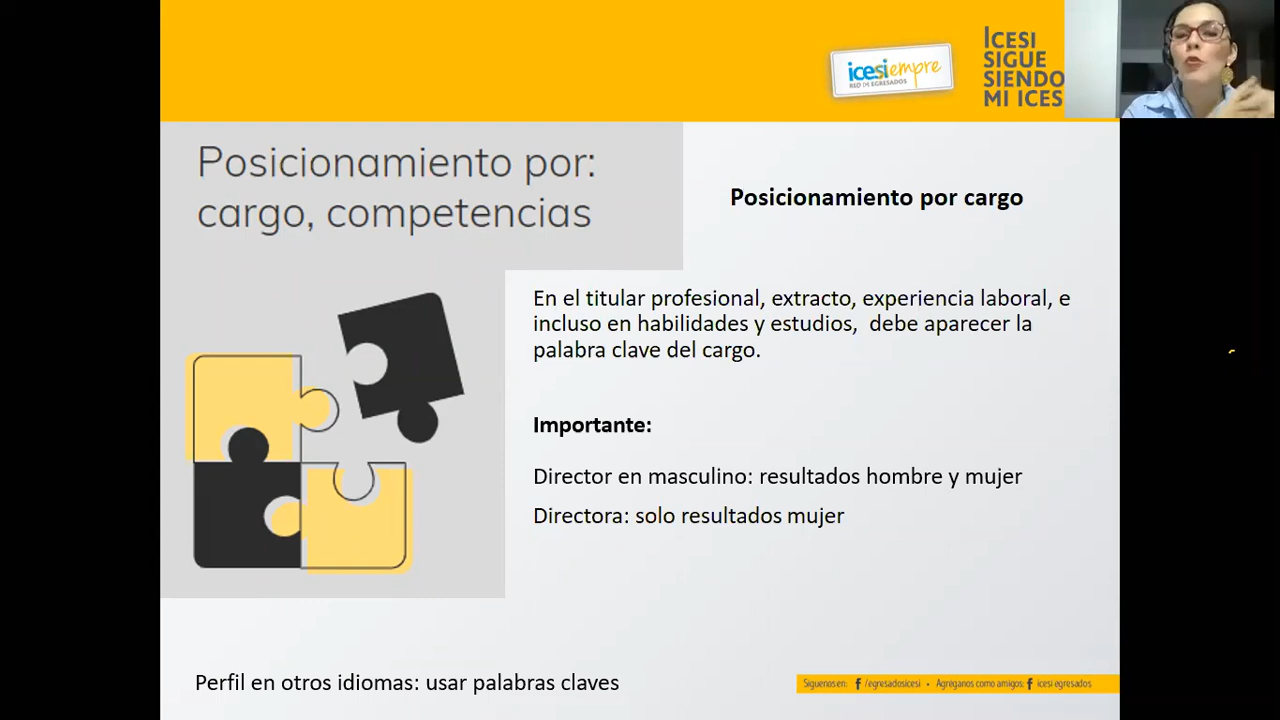 icesiempre
RED DE EGRESADOS
ICESI
SIGUE
SIENDO
MI ICES
Posicionamiento por:
cargo, competencias
Posicionamiento por cargo
En el titular profesional, extracto, experiencia laboral, e
incluso en habilidades y estudios, debe aparecer la
palabra clave del cargo.
Importante:
Director en masculino: resultados hombre y mujer
Directora: solo resultados mujer
Perfil en otros idiomas: usar palabras claves
Síguenos en: f /egresadosicesi • Agréganos como amigos: f icesi egresados